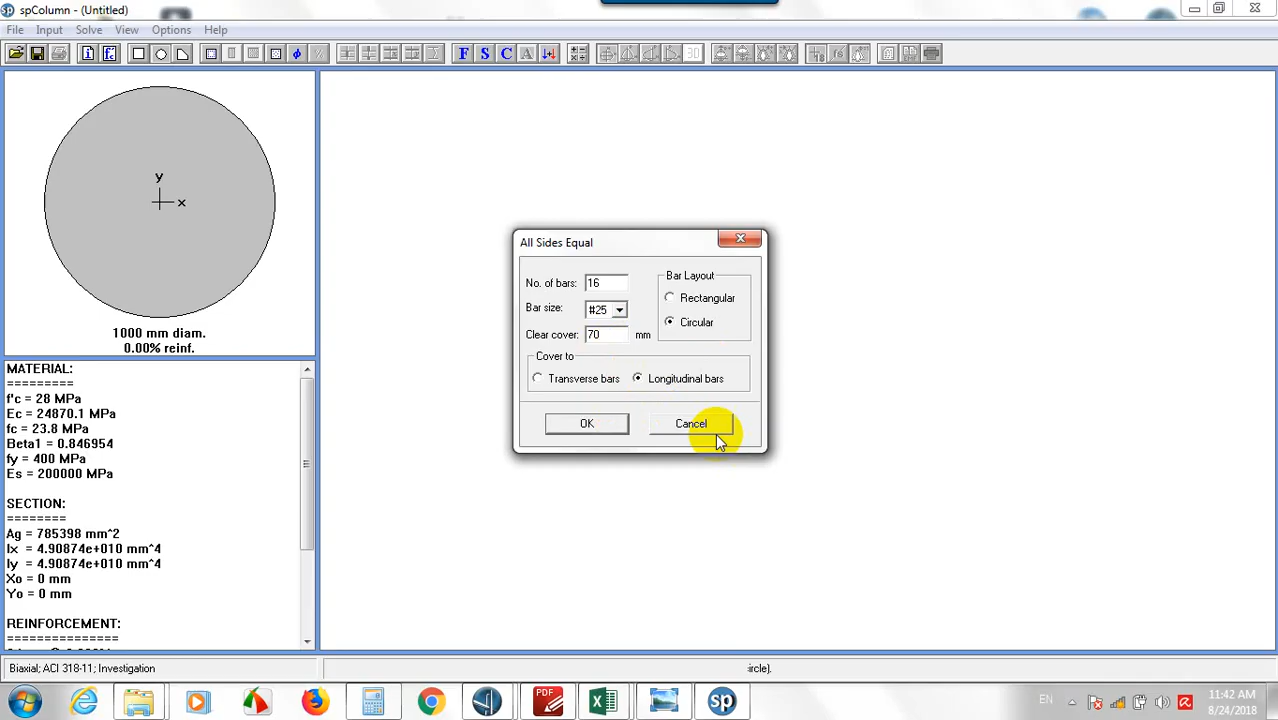 spColumn - (Untitled)
File Input Solve View Options Help
F S C A 3D
y
x
1000 mm diam.
0.00% reinf.
MATERIAL:
=========
f'c = 28 MPa
Ec = 24870.1 MPa
fc = 23.8 MPa
Beta1 = 0.846954
fy = 400 MPa
Es = 200000 MPa
SECTION:
========
Ag = 785398 mm^2
Ix = 4.90874e+010 mm^4
Iy = 4.90874e+010 mm^4
Xo = 0 mm
Yo = 0 mm
REINFORCEMENT:
===============
All Sides Equal
No. of bars: 16
Bar size: #25
Clear cover: 70 mm
Bar Layout
Rectangular
Circular
Cover to
Transverse bars
Longitudinal bars
OK
Cancel
Biaxial; ACI 318-11; Investigation
ircle).
PDF
sp
EN
11:42 AM
8/24/2018